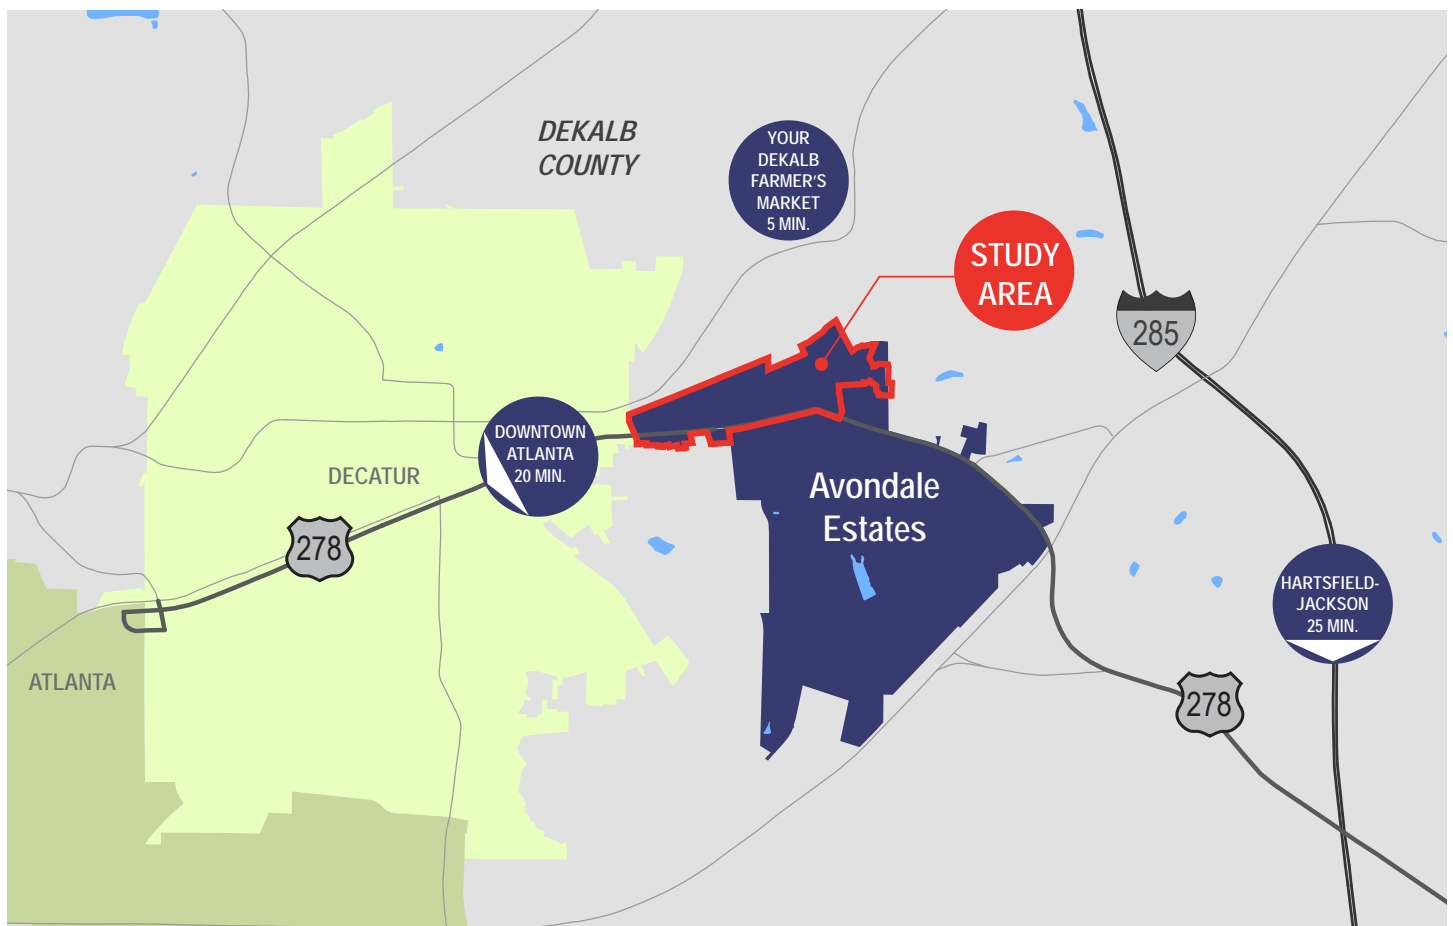 DEKALB
COUNTY
YOUR
DEKALB
FARMER'S
MARKET
5 MIN.
STUDY
AREA
285
DOWNTOWN
ATLANTA
20 MIN.
DECATUR
278
Avondale
Estates
HARTSFIELD-
JACKSON
25 MIN.
ATLANTA
278